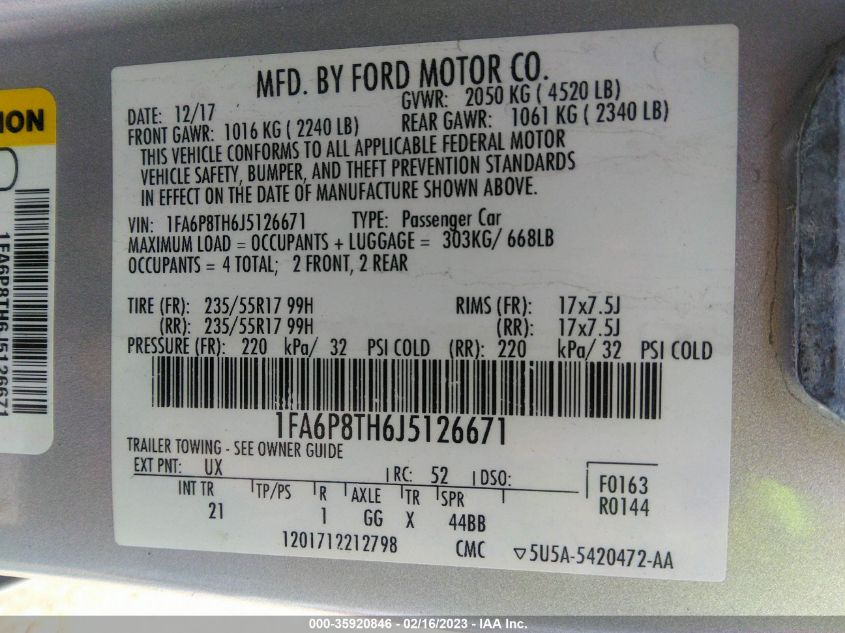 MFD. BY FORD MOTOR CO.
DATE: 12/17 GVWR: 2050 KG ( 4520 LB)
FRONT GAWR: 1016 KG ( 2240 LB) REAR GAWR: 1061 KG ( 2340 LB)
THIS VEHICLE CONFORMS TO ALL APPLICABLE FEDERAL MOTOR
VEHICLE SAFETY, BUMPER, AND THEFT PREVENTION STANDARDS
IN EFFECT ON THE DATE OF MANUFACTURE SHOWN ABOVE.
VIN: 1FA6P8TH6J5126671 TYPE: Passenger Car
MAXIMUM LOAD = OCCUPANTS + LUGGAGE = 303KG/ 668LB
OCCUPANTS = 4 TOTAL; 2 FRONT, 2 REAR
TIRE (FR): 235/55R17 99H RIMS (FR): 17x7.5J
(RR): 235/55R17 99H (RR): 17x7.5J
PRESSURE (FR): 220 kPa/ 32 PSI COLD (RR): 220 kPa/ 32 PSI COLD
1FA6P8TH6J5126671
TRAILER TOWING - SEE OWNER GUIDE
EXT PNT: UX RC: 52 DSO: F0163
INT TR TP/PS R AXLE TR SPR R0144
21 1 GG X 44BB
1201712212798 CMC ▽5U5A-5420472-AA
ION
1FA6P8TH6J5126671
000-35920846 - 02/16/2023 - IAA Inc.